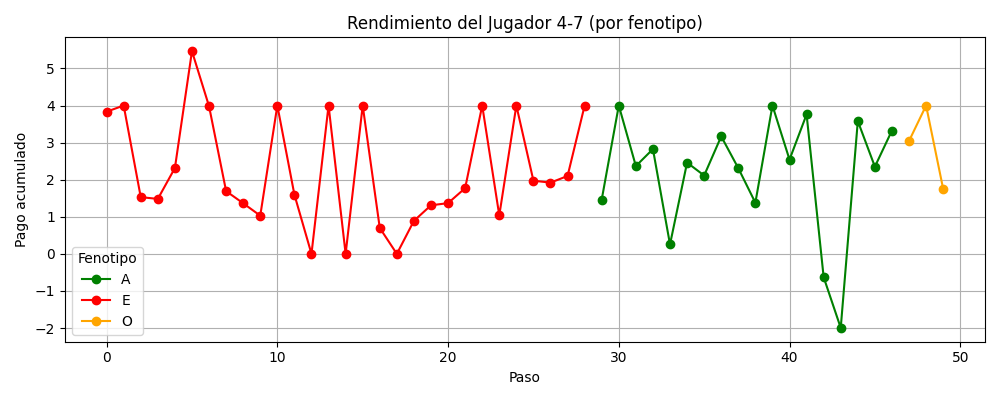 Rendimiento del Jugador 4-7 (por fenotipo)
Pago acumulado
5
4
3
2
1
0
−1
−2
Fenotipo
A
E
O
0 10 20 30 40 50
Paso